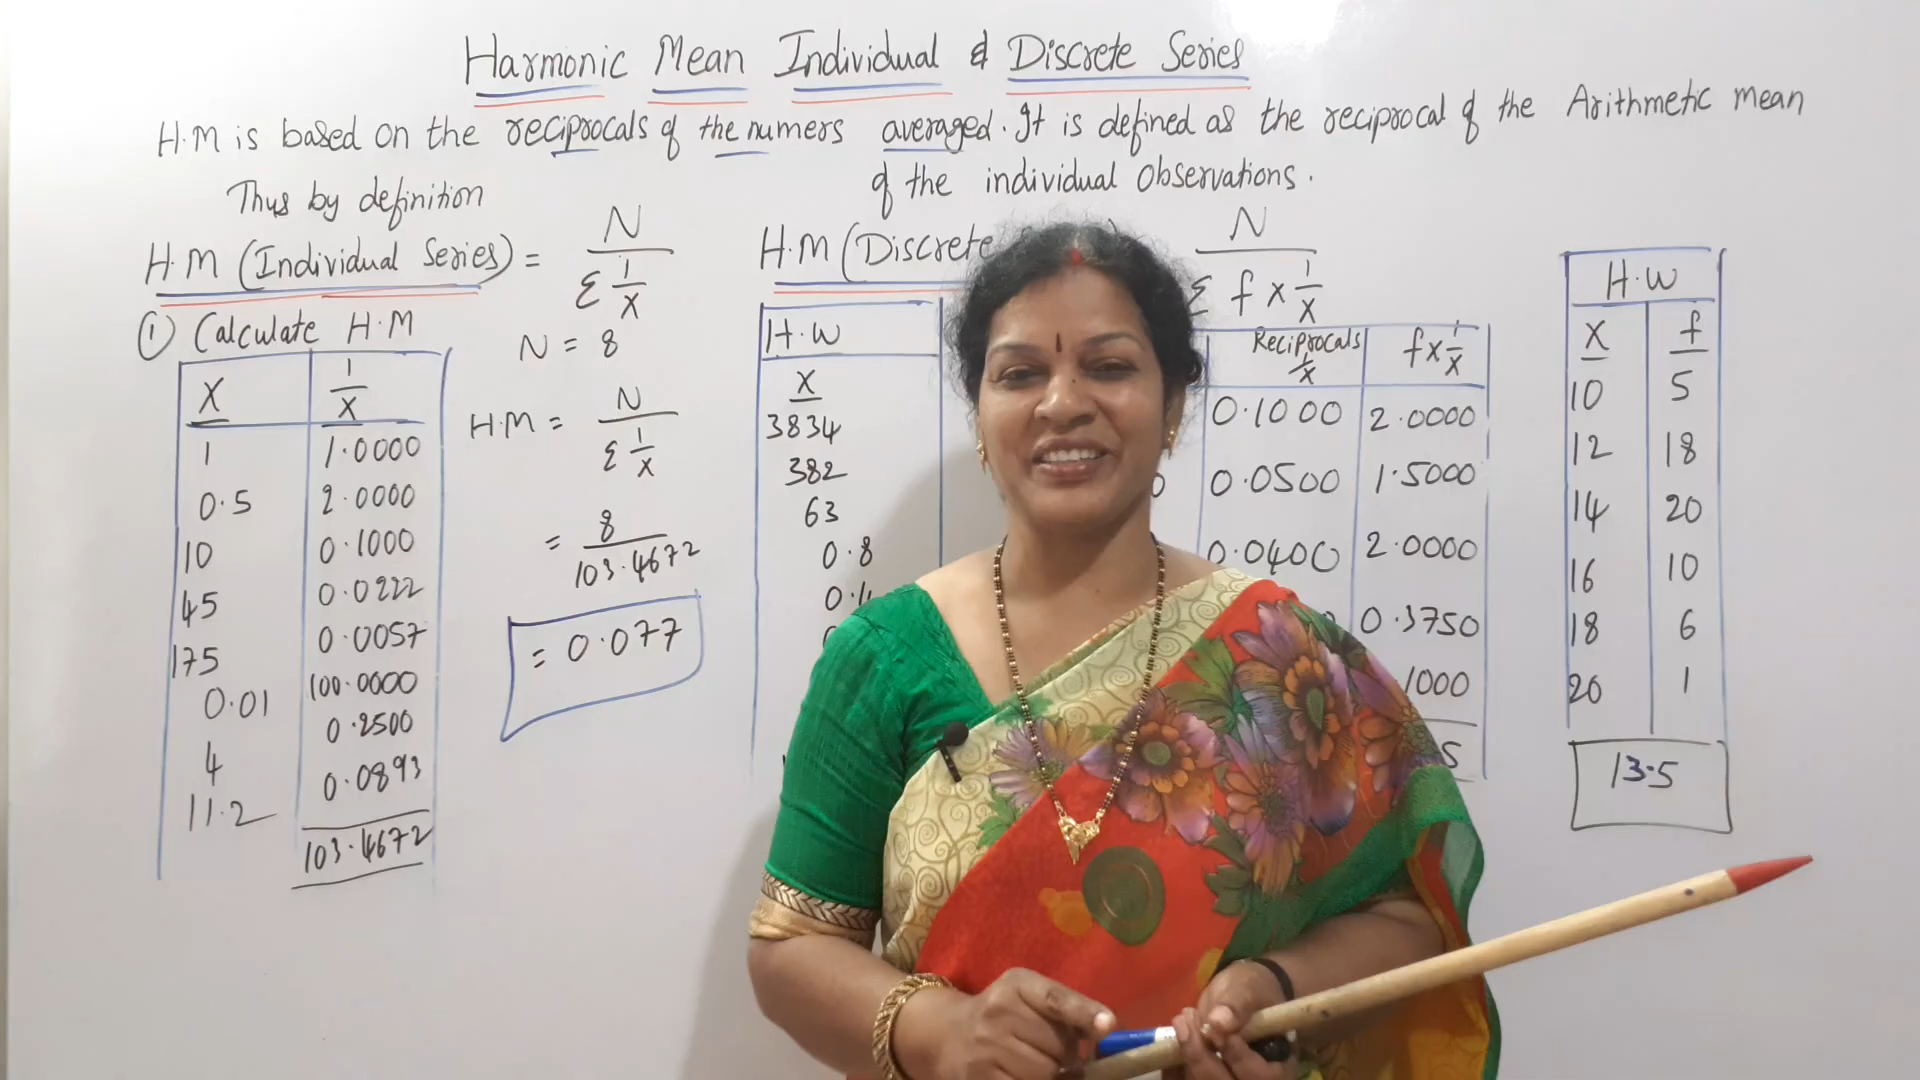 Harmonic Mean Individual & Discrete Series
H.M is based on the reciprocals of the numers averaged. It is defined as the reciprocal of the Arithmetic mean
of the individual Observations.
Thus by definition
H.M (Individual Series) = N / Σ 1/X
① Calculate H.M
X 1/X
1 1.0000
0.5 2.0000
10 0.1000
45 0.0222
175 0.0057
0.01 100.0000
4 0.2500
11.2 0.0893
103.4672
N = 8
H.M = N / Σ 1/X
= 8 / 103.4672
= 0.077
H.M (Discrete
N / Σ f x 1/X
H.W
X
3834
382
63
0.8
0.4
Reciprocals 1/X f x 1/X
0.1000 2.0000
0.0500 1.5000
0.0400 2.0000
0.3750
1000
5
H.W
X f
10 5
12 18
14 20
16 10
18 6
20 1
13.5